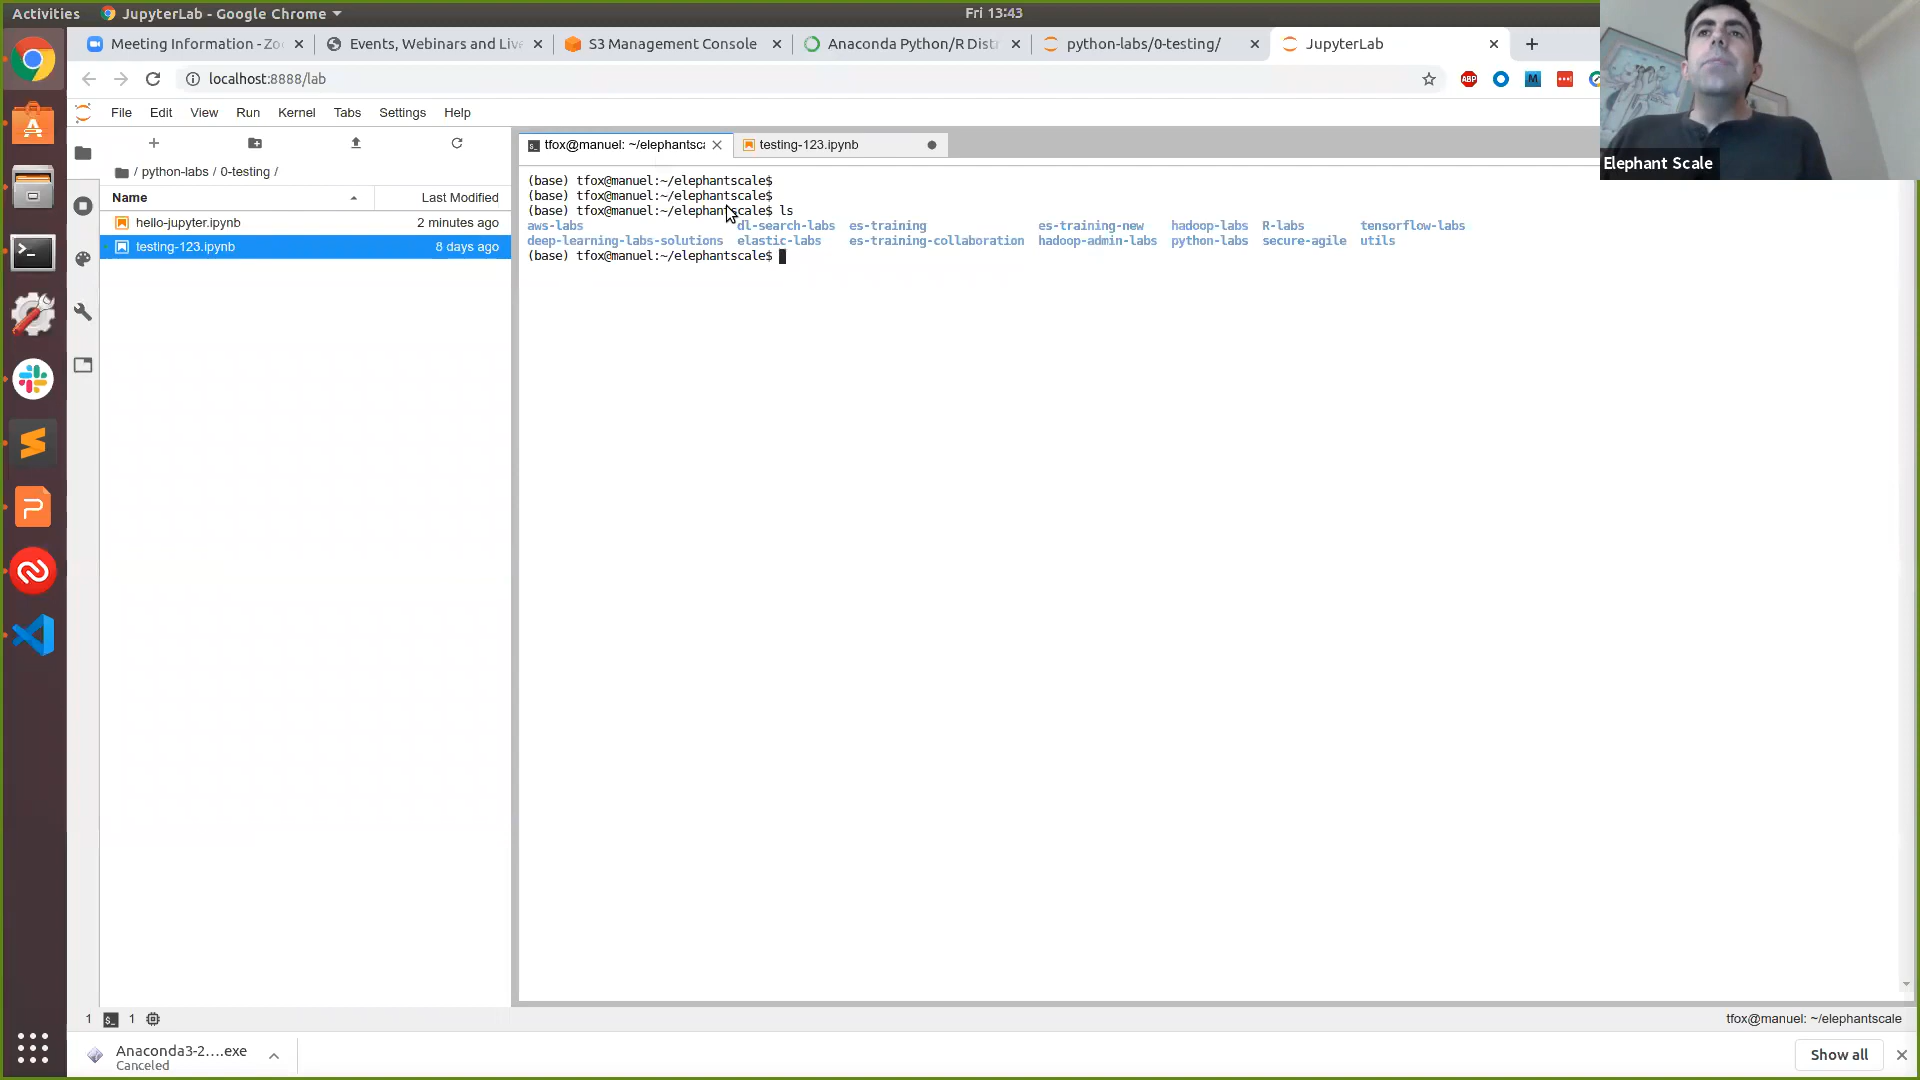 Activities
JupyterLab - Google Chrome
Fri 13:43
Meeting Information - Zo
Events, Webinars and Live
S3 Management Console
Anaconda Python/R Distr
python-labs/0-testing/
JupyterLab
localhost:8888/lab
ABP
M
File Edit View Run Kernel Tabs Settings Help
Elephant Scale
tfox@manuel: ~/elephantsca
testing-123.ipynb
/ python-labs / 0-testing /
Name
Last Modified
hello-jupyter.ipynb
2 minutes ago
testing-123.ipynb
8 days ago
(base) tfox@manuel:~/elephantscale$
(base) tfox@manuel:~/elephantscale$
(base) tfox@manuel:~/elephantscale$ ls
aws-labs dl-search-labs es-training es-training-new hadoop-labs R-labs tensorflow-labs
deep-learning-labs-solutions elastic-labs es-training-collaboration hadoop-admin-labs python-labs secure-agile utils
(base) tfox@manuel:~/elephantscale$
1 $_ 1
tfox@manuel: ~/elephantscale
Anaconda3-2....exe
Canceled
Show all